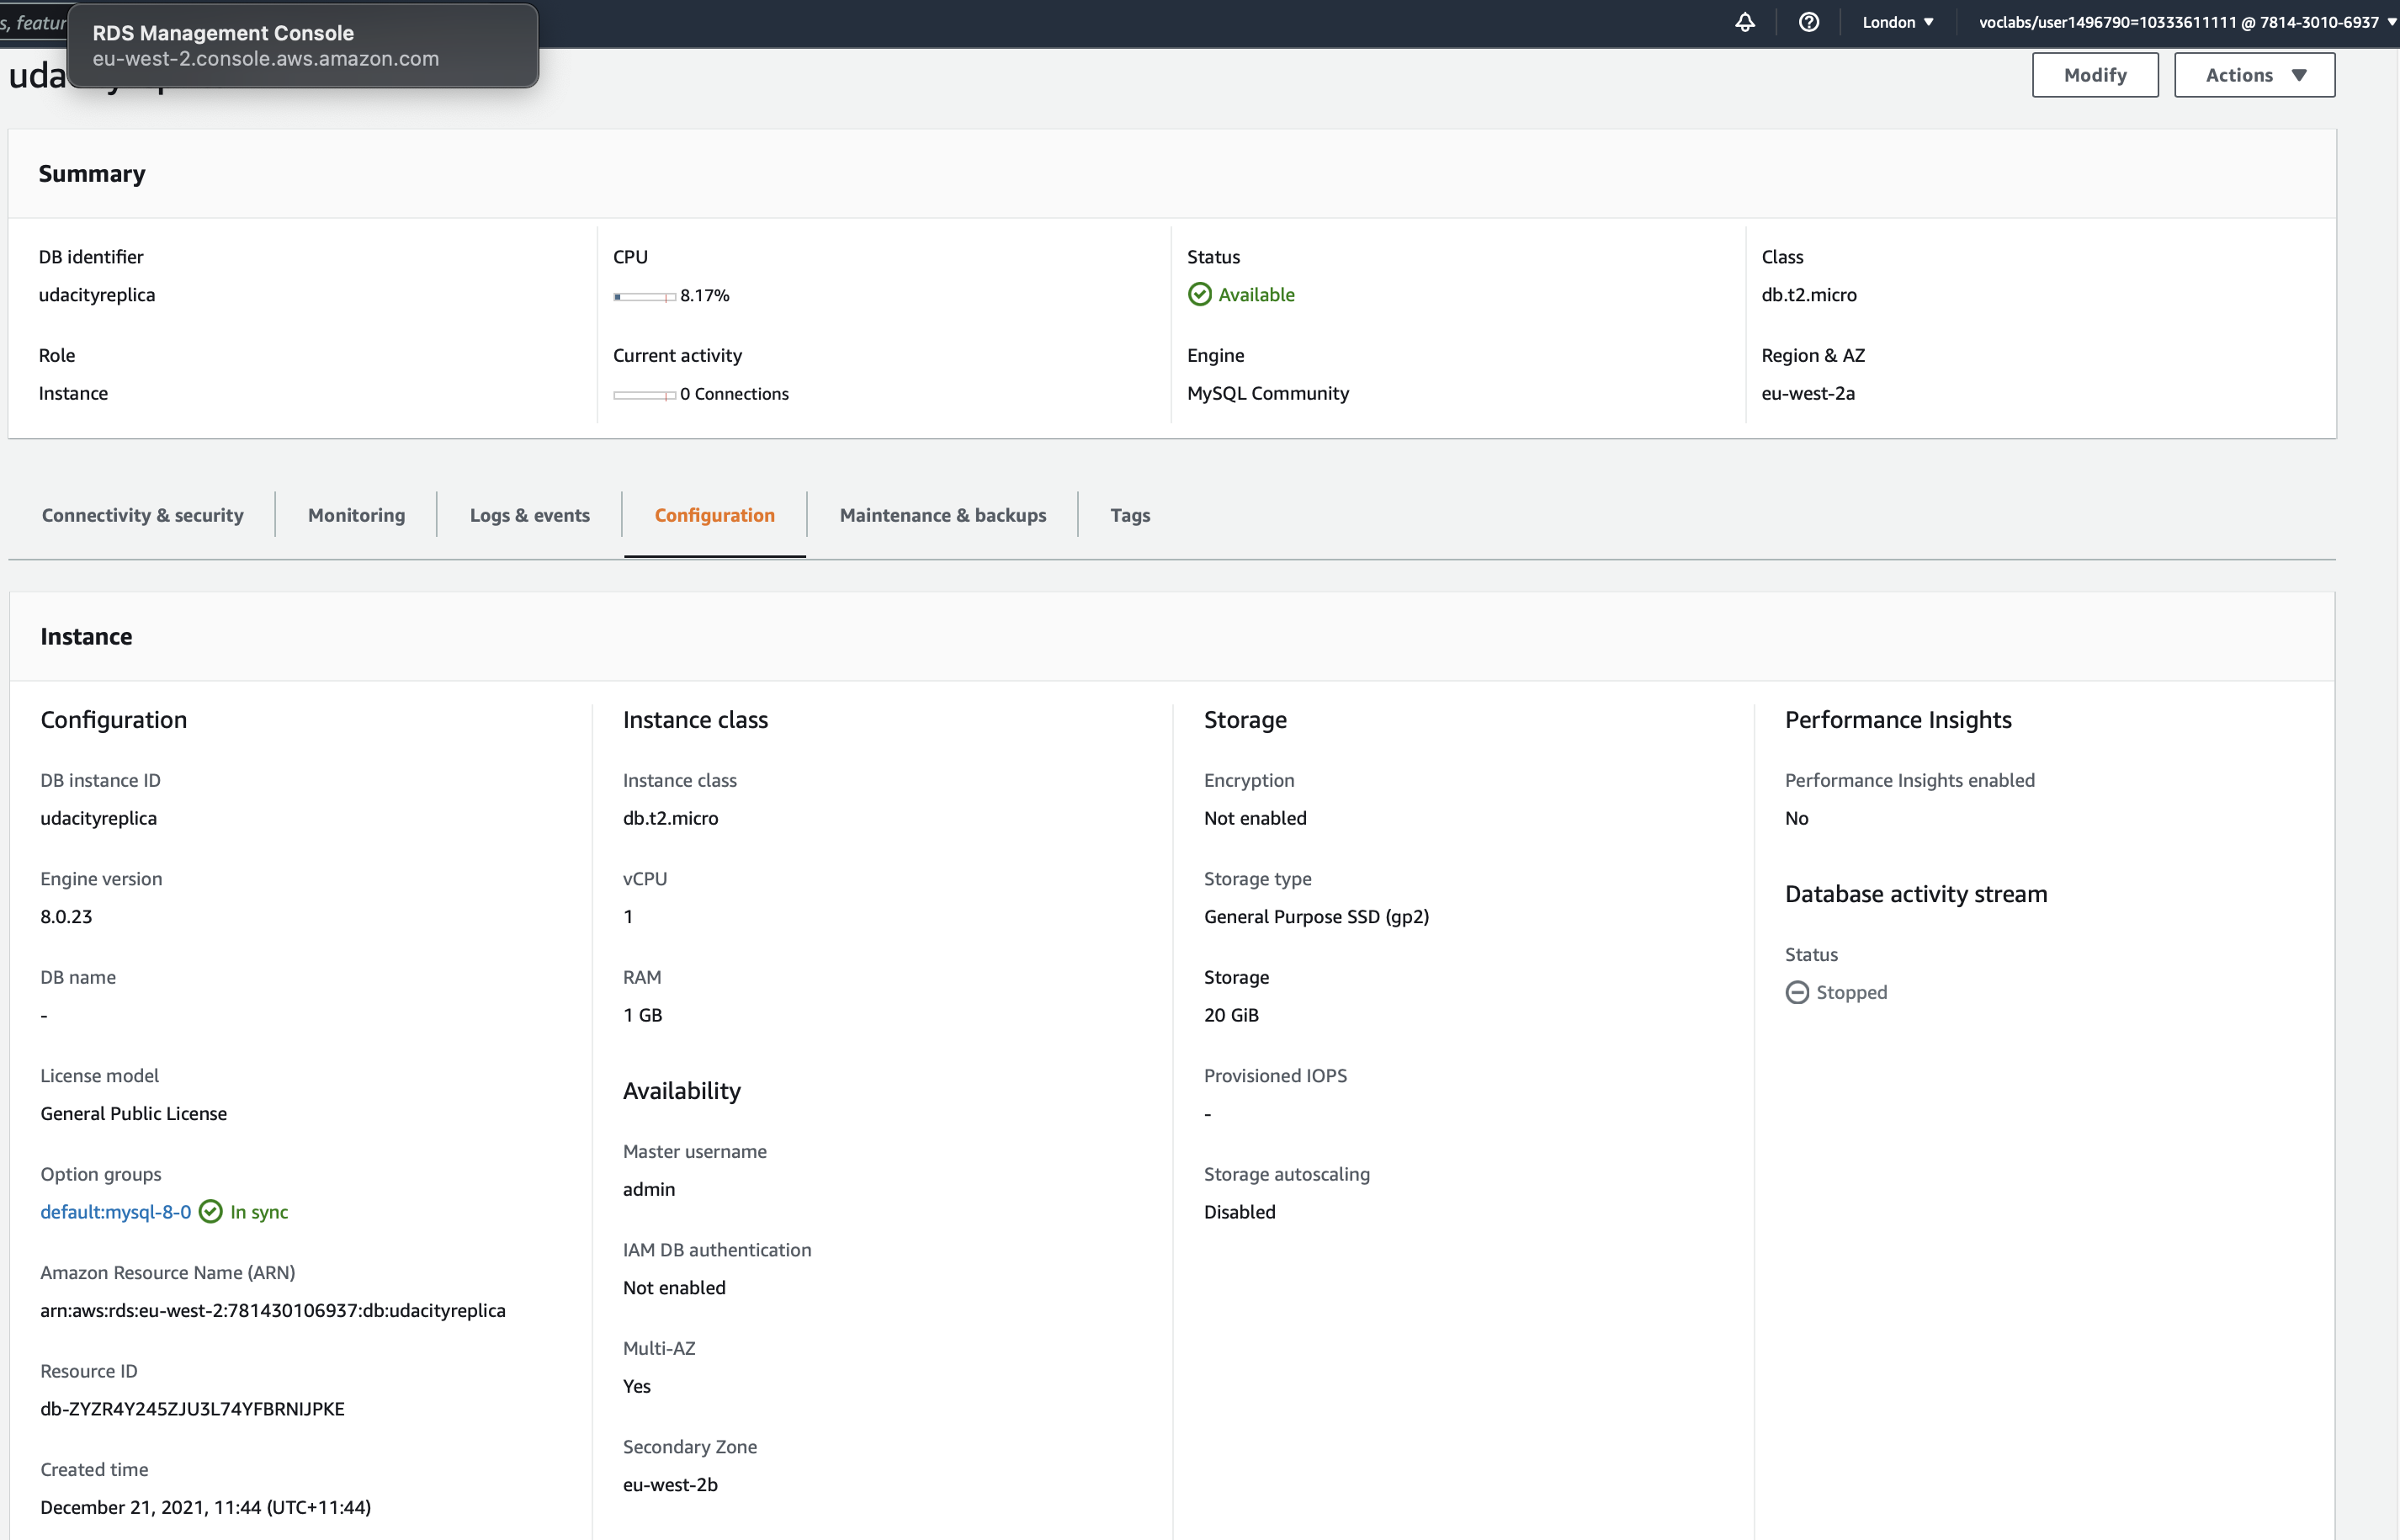 s, featur
RDS Management Console
eu-west-2.console.aws.amazon.com
London
voclabs/user1496790=10333611111 @ 7814-3010-6937
Modify
Actions
Summary
DB identifier
udacityreplica
CPU
8.17%
Status
Available
Class
db.t2.micro
Role
Instance
Current activity
0 Connections
Engine
MySQL Community
Region & AZ
eu-west-2a
Connectivity & security
Monitoring
Logs & events
Configuration
Maintenance & backups
Tags
Instance
Configuration
DB instance ID
udacityreplica
Engine version
8.0.23
DB name
-
License model
General Public License
Option groups
default:mysql-8-0 In sync
Amazon Resource Name (ARN)
arn:aws:rds:eu-west-2:781430106937:db:udacityreplica
Resource ID
db-ZYZR4Y245ZJU3L74YFBRNIJPKE
Created time
December 21, 2021, 11:44 (UTC+11:44)
Instance class
Instance class
db.t2.micro
vCPU
1
RAM
1 GB
Availability
Master username
admin
IAM DB authentication
Not enabled
Multi-AZ
Yes
Secondary Zone
eu-west-2b
Storage
Encryption
Not enabled
Storage type
General Purpose SSD (gp2)
Storage
20 GiB
Provisioned IOPS
-
Storage autoscaling
Disabled
Performance Insights
Performance Insights enabled
No
Database activity stream
Status
Stopped